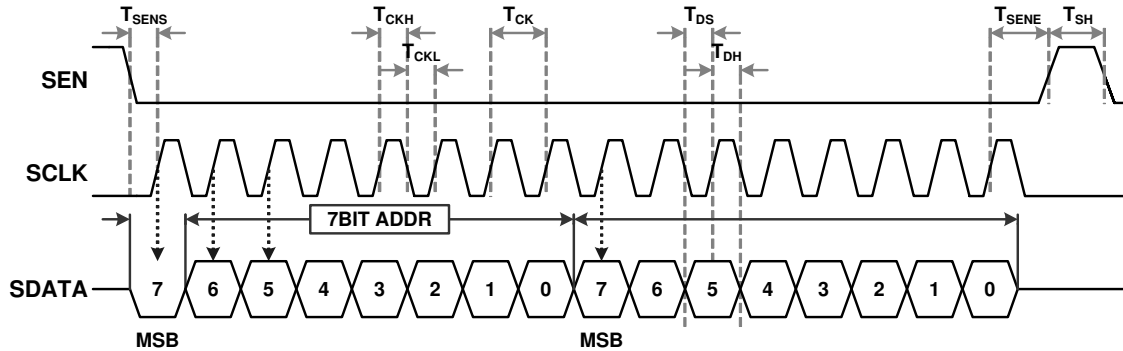 TSENS TCKH TCK TDS TSENE TSH
TCKL TDH
SEN
SCLK
7BIT ADDR
SDATA 7 6 5 4 3 2 1 0 7 6 5 4 3 2 1 0
MSB MSB